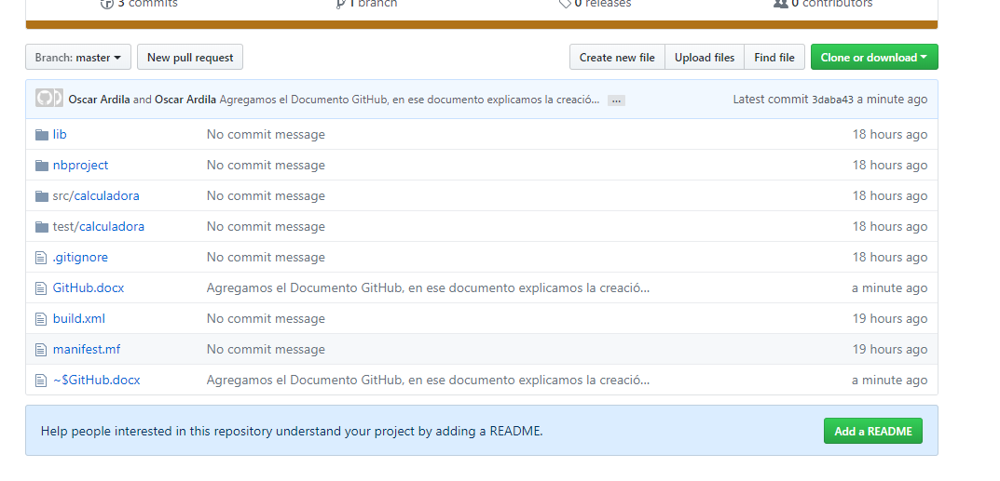 3 commits 1 branch 0 releases 0 contributors
Branch: master New pull request Create new file Upload files Find file Clone or download
Oscar Ardila and Oscar Ardila Agregamos el Documento GitHub, en ese documento explicamos la creació… … Latest commit 3daba43 a minute ago
lib No commit message 18 hours ago
nbproject No commit message 18 hours ago
src/calculadora No commit message 18 hours ago
test/calculadora No commit message 18 hours ago
.gitignore No commit message 18 hours ago
GitHub.docx Agregamos el Documento GitHub, en ese documento explicamos la creació… a minute ago
build.xml No commit message 19 hours ago
manifest.mf No commit message 19 hours ago
~$GitHub.docx Agregamos el Documento GitHub, en ese documento explicamos la creació… a minute ago
Help people interested in this repository understand your project by adding a README. Add a README